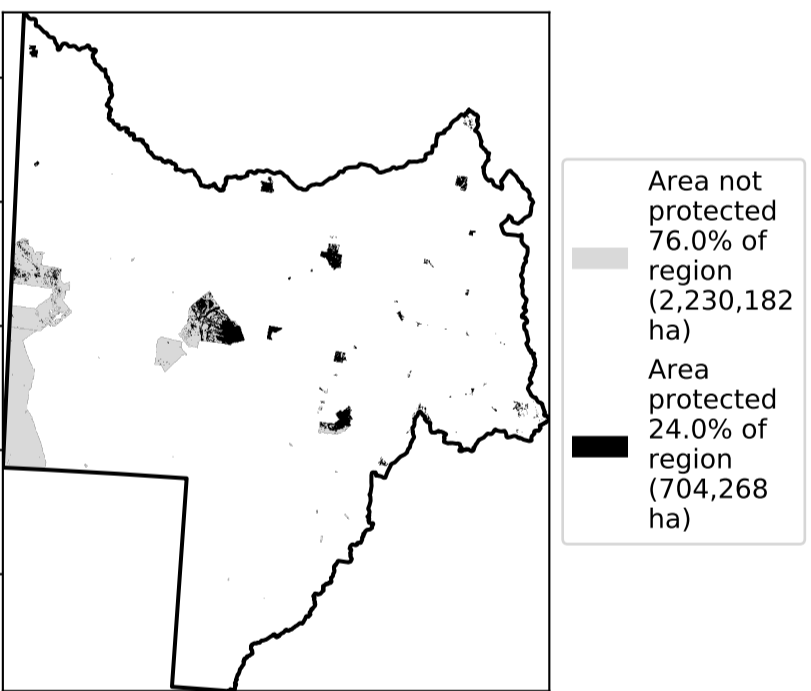 Area not
protected
76.0% of
region
(2,230,182
ha)
Area
protected
24.0% of
region
(704,268
ha)